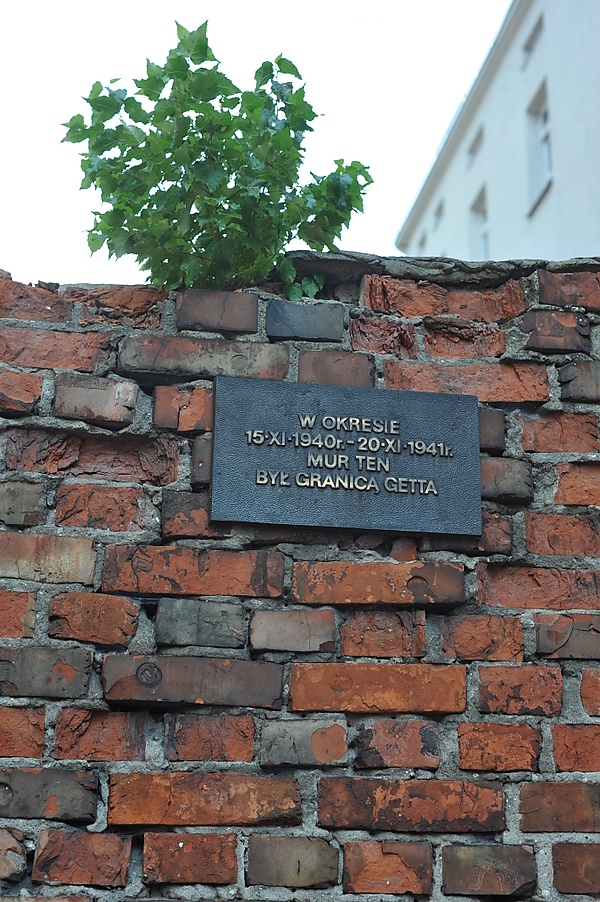 W OKRESIE
15·XI·1940r.-20·XI·1941r.
MUR TEN
BYŁ GRANICĄ GETTA